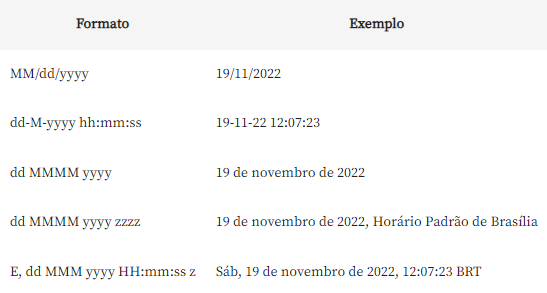 Formato Exemplo
MM/dd/yyyy 19/11/2022
dd-M-yyyy hh:mm:ss 19-11-22 12:07:23
dd MMMM yyyy 19 de novembro de 2022
dd MMMM yyyy zzzz 19 de novembro de 2022, Horário Padrão de Brasília
E, dd MMM yyyy HH:mm:ss z Sáb, 19 de novembro de 2022, 12:07:23 BRT